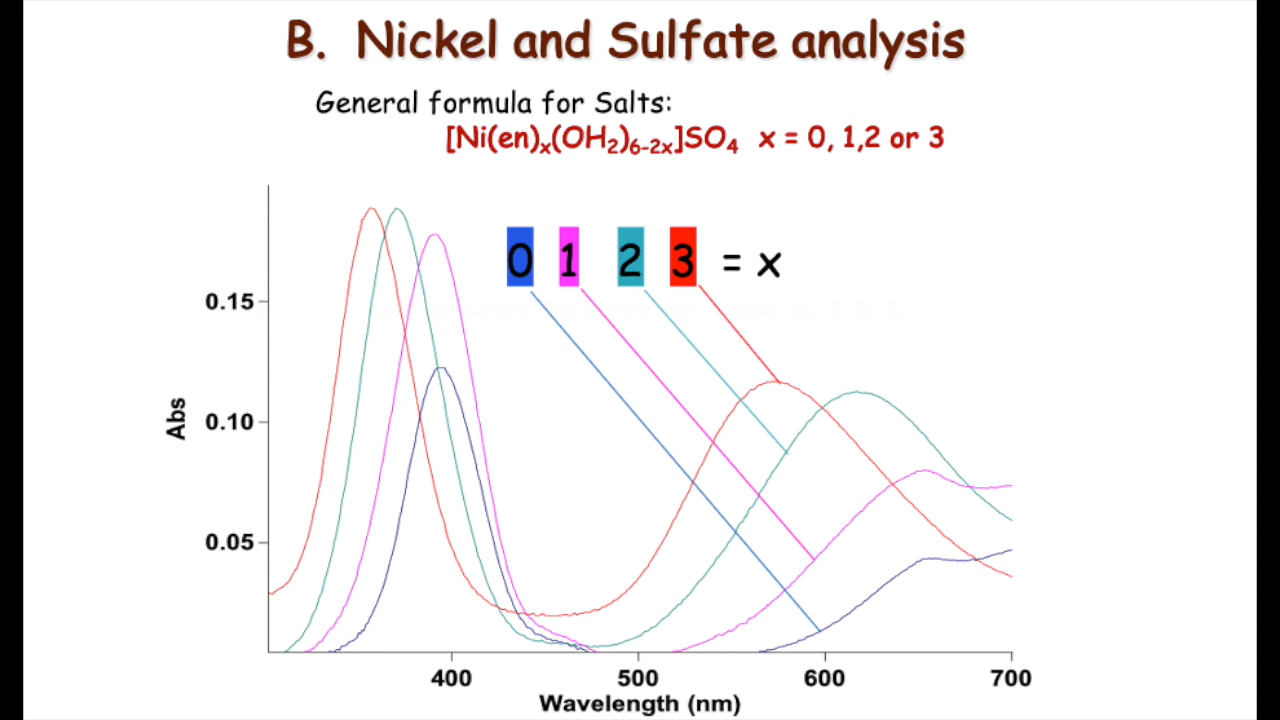 B. Nickel and Sulfate analysis
General formula for Salts:
[Ni(en)ₓ(OH₂)₆₋₂ₓ]SO₄ x = 0, 1,2 or 3
0 1 2 3 = x
0.15
0.10
0.05
Abs
400 500 600 700
Wavelength (nm)